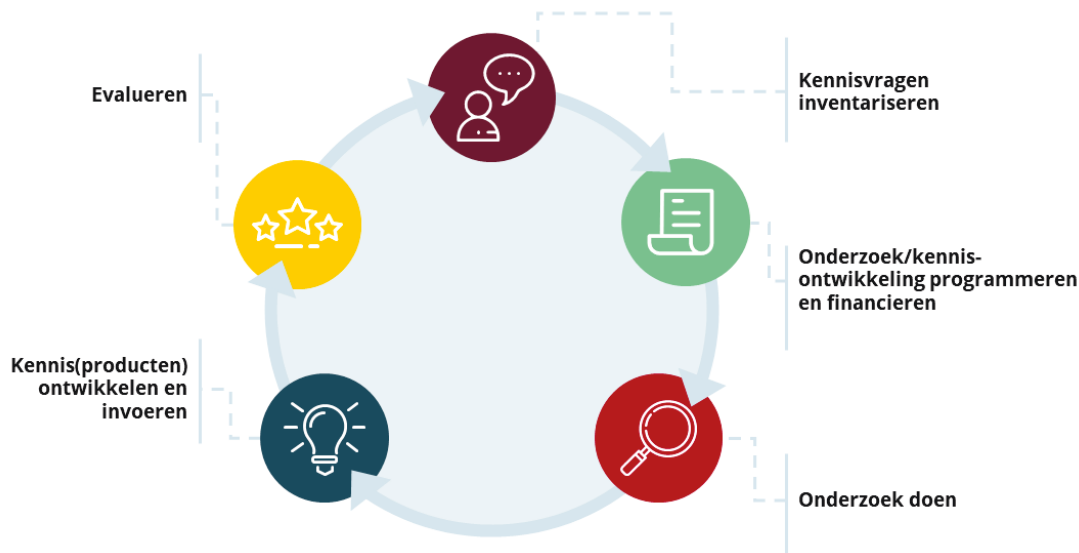 Evalueren
Kennisvragen
inventariseren
Onderzoek/kennis-
ontwikkeling programmeren
en financieren
Kennis(producten)
ontwikkelen en
invoeren
Onderzoek doen